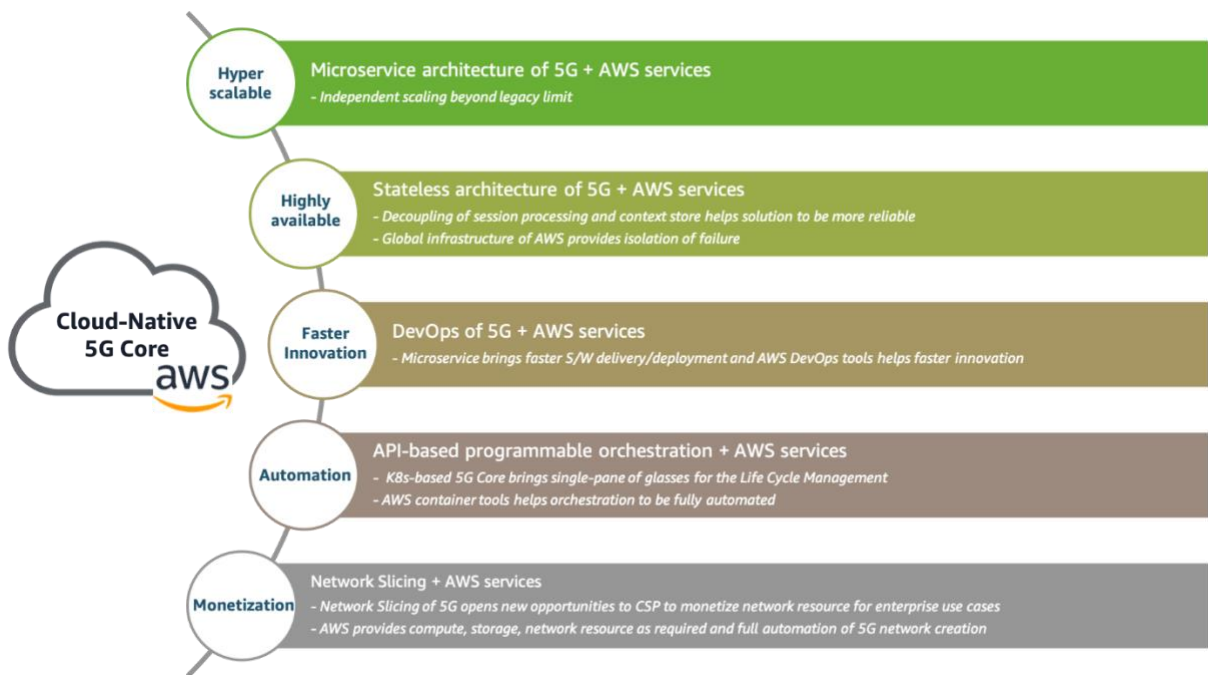 Cloud-Native
5G Core
aws
Hyper
scalable
Microservice architecture of 5G + AWS services
- Independent scaling beyond legacy limit
Highly
available
Stateless architecture of 5G + AWS services
- Decoupling of session processing and context store helps solution to be more reliable
- Global infrastructure of AWS provides isolation of failure
Faster
Innovation
DevOps of 5G + AWS services
- Microservice brings faster S/W delivery/deployment and AWS DevOps tools helps faster innovation
Automation
API-based programmable orchestration + AWS services
- K8s-based 5G Core brings single-pane of glasses for the Life Cycle Management
- AWS container tools helps orchestration to be fully automated
Monetization
Network Slicing + AWS services
- Network Slicing of 5G opens new opportunities to CSP to monetize network resource for enterprise use cases
- AWS provides compute, storage, network resource as required and full automation of 5G network creation